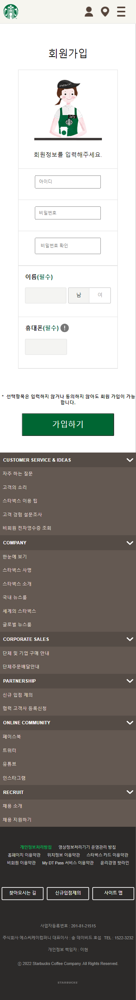 회원가입
STARBUCKS
Sally
회원정보를 입력해주세요.
아이디
비밀번호
비밀번호 확인
이름(필수)
남 여
휴대폰(필수) !
* 선택항목은 입력하지 않거나 동의하지 않아도 회원 가입이 가능
합니다.
가입하기
CUSTOMER SERVICE & IDEAS
자주 하는 질문
고객의 소리
스타벅스 이용 팁
고객 경험 설문조사
비회원 전자영수증 조회
COMPANY
한눈에 보기
스타벅스 사명
스타벅스 소개
국내 뉴스룸
세계의 스타벅스
글로벌 뉴스룸
CORPORATE SALES
단체 및 기업 구매 안내
단체주문배달안내
PARTNERSHIP
신규 입점 제의
협력 고객사 등록신청
ONLINE COMMUNITY
페이스북
트위터
유튜브
인스타그램
RECRUIT
채용 소개
채용 지원하기
개인정보처리방침 영상정보처리기기 운영관리 방침
홈페이지 이용약관 위치정보 이용약관 스타벅스 카드 이용약관
비회원 이용약관 My DT Pass 서비스 이용약관 윤리경영 핫라인
찾아오시는 길 신규입점제의 사이트 맵
사업자등록번호 : 201-81-21515
주식회사 에스씨케이컴퍼니 대표이사 : 송 데이비드 호섭 TEL : 1522-3232
개인정보 책임자 : 이현
ⓒ 2022 Starbucks Coffee Company. All Rights Reserved.
STARBUCKS